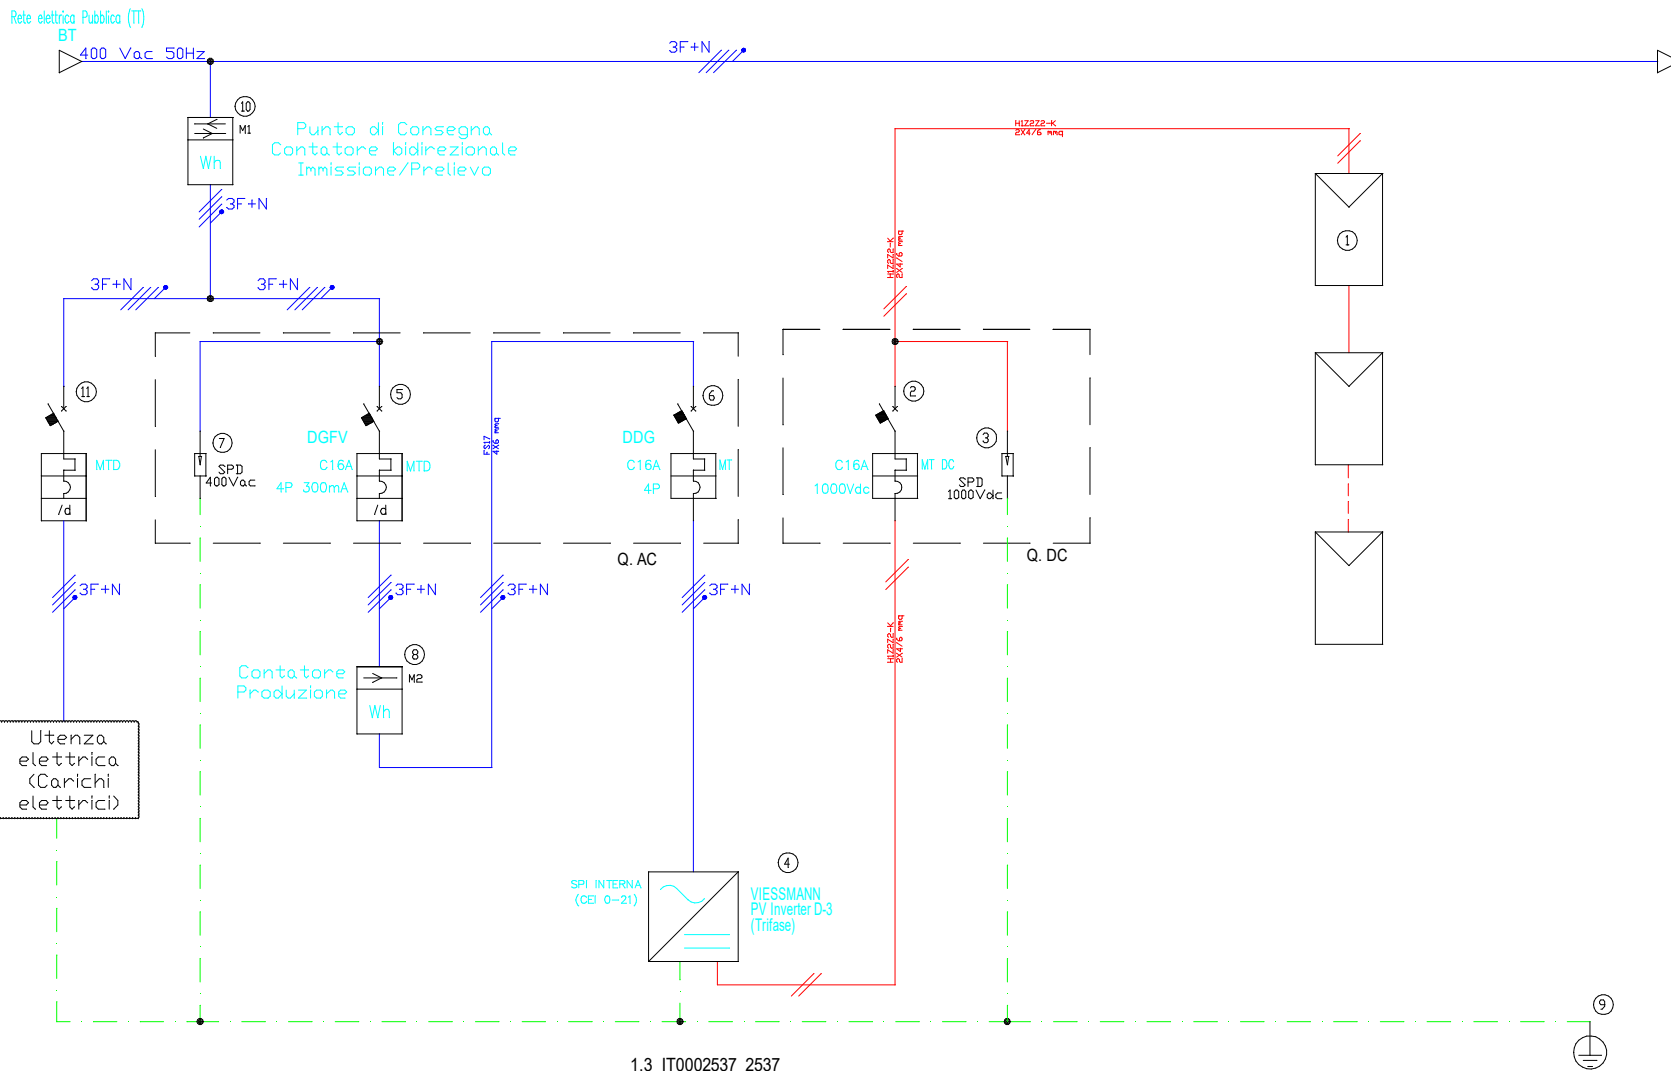 Rete elettrica Pubblica (TT)
BT
400 Vac 50Hz
3F+N
10
M1
Wh
Punto di Consegna
Contatore bidirezionale
Immissione/Prelievo
3F+N
H1Z2Z2-K
2X4/6 mmq
1
H1Z2Z2-K
2X4/6 mmq
3F+N
3F+N
11
MTD
/d
7
SPD
400Vac
5
DGFV
C16A
MTD
4P 300mA
/d
FS17
4X6 mmq
6
DDG
C16A
MT
4P
Q. AC
2
C16A
MT DC
1000Vdc
3
SPD
1000Vdc
Q. DC
3F+N
3F+N
3F+N
3F+N
H1Z2Z2-K
2X4/6 mmq
8
M2
Wh
Contatore
Produzione
Utenza
elettrica
(Carichi
elettrici)
4
SPI INTERNA
(CEI 0-21)
VIESSMANN
PV Inverter D-3
(Trifase)
9
1.3 IT0002537 2537